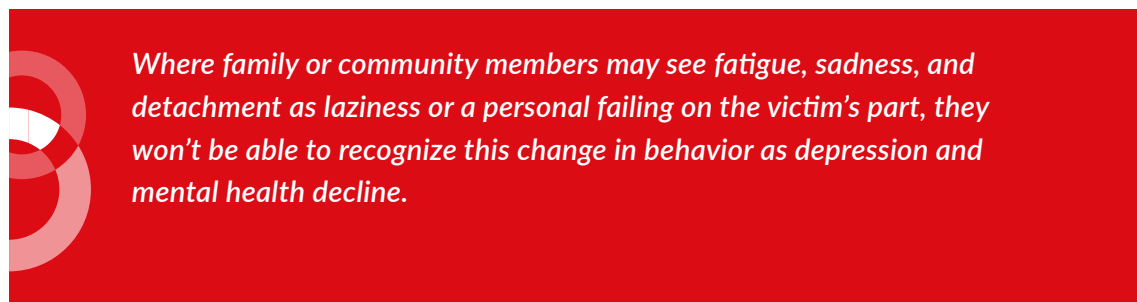 Where family or community members may see fatigue, sadness, and
detachment as laziness or a personal failing on the victim’s part, they
won’t be able to recognize this change in behavior as depression and
mental health decline.